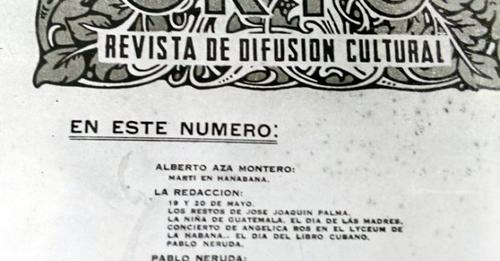 REVISTA DE DIFUSION CULTURAL
EN ESTE NUMERO:
ALBERTO AZA MONTERO:
MARTI EN HANABANA.
LA REDACCION:
19 Y 20 DE MAYO.
LOS RESTOS DE JOSE JOAQUIN PALMA.
LA NIÑA DE GUATEMALA. EL DIA DE LAS MADRES.
CONCIERTO DE ANGELICA ROS EN EL LYCEUM DE
LA HABANA.. EL DIA DEL LIBRO CUBANO.
PABLO NERUDA.
PABLO NERUDA: